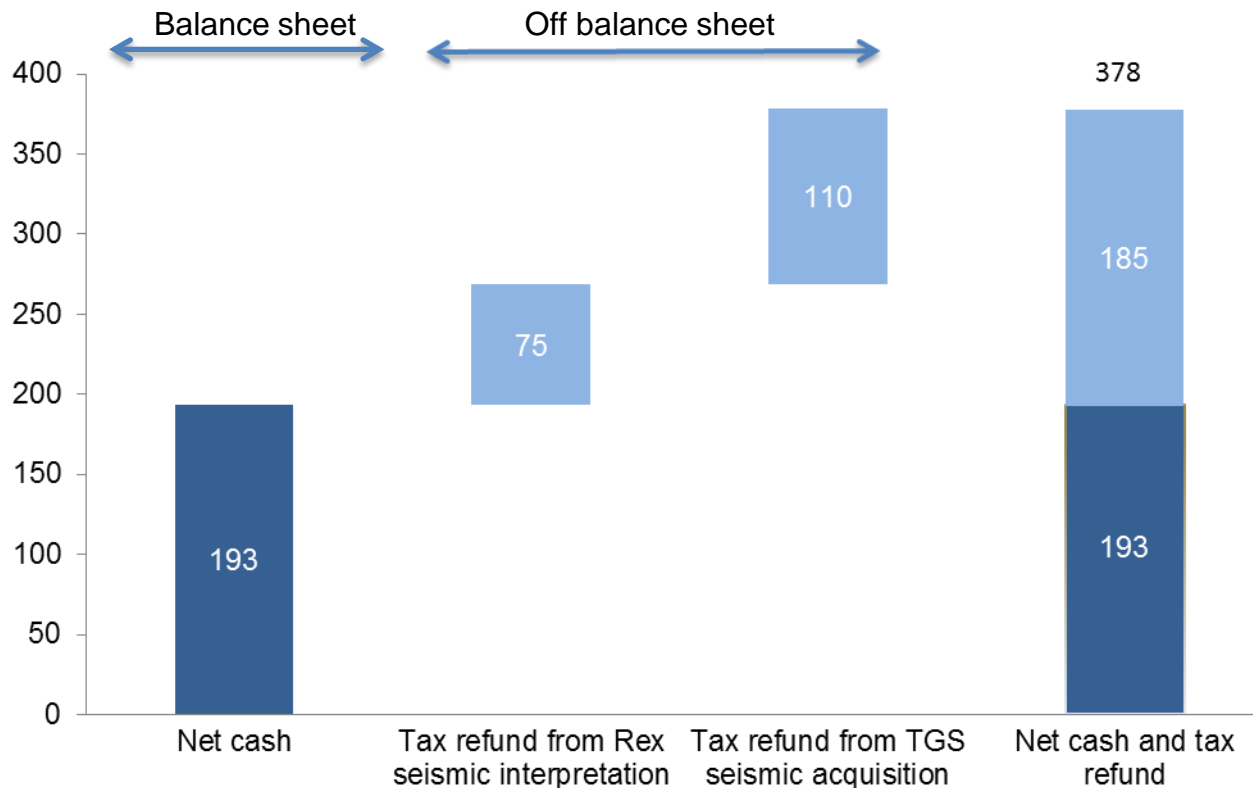 Balance sheet
Off balance sheet
400
350
300
250
200
150
100
50
0
193
75
110
378
185
193
Net cash
Tax refund from Rex
seismic interpretation
Tax refund from TGS
seismic acquisition
Net cash and tax
refund